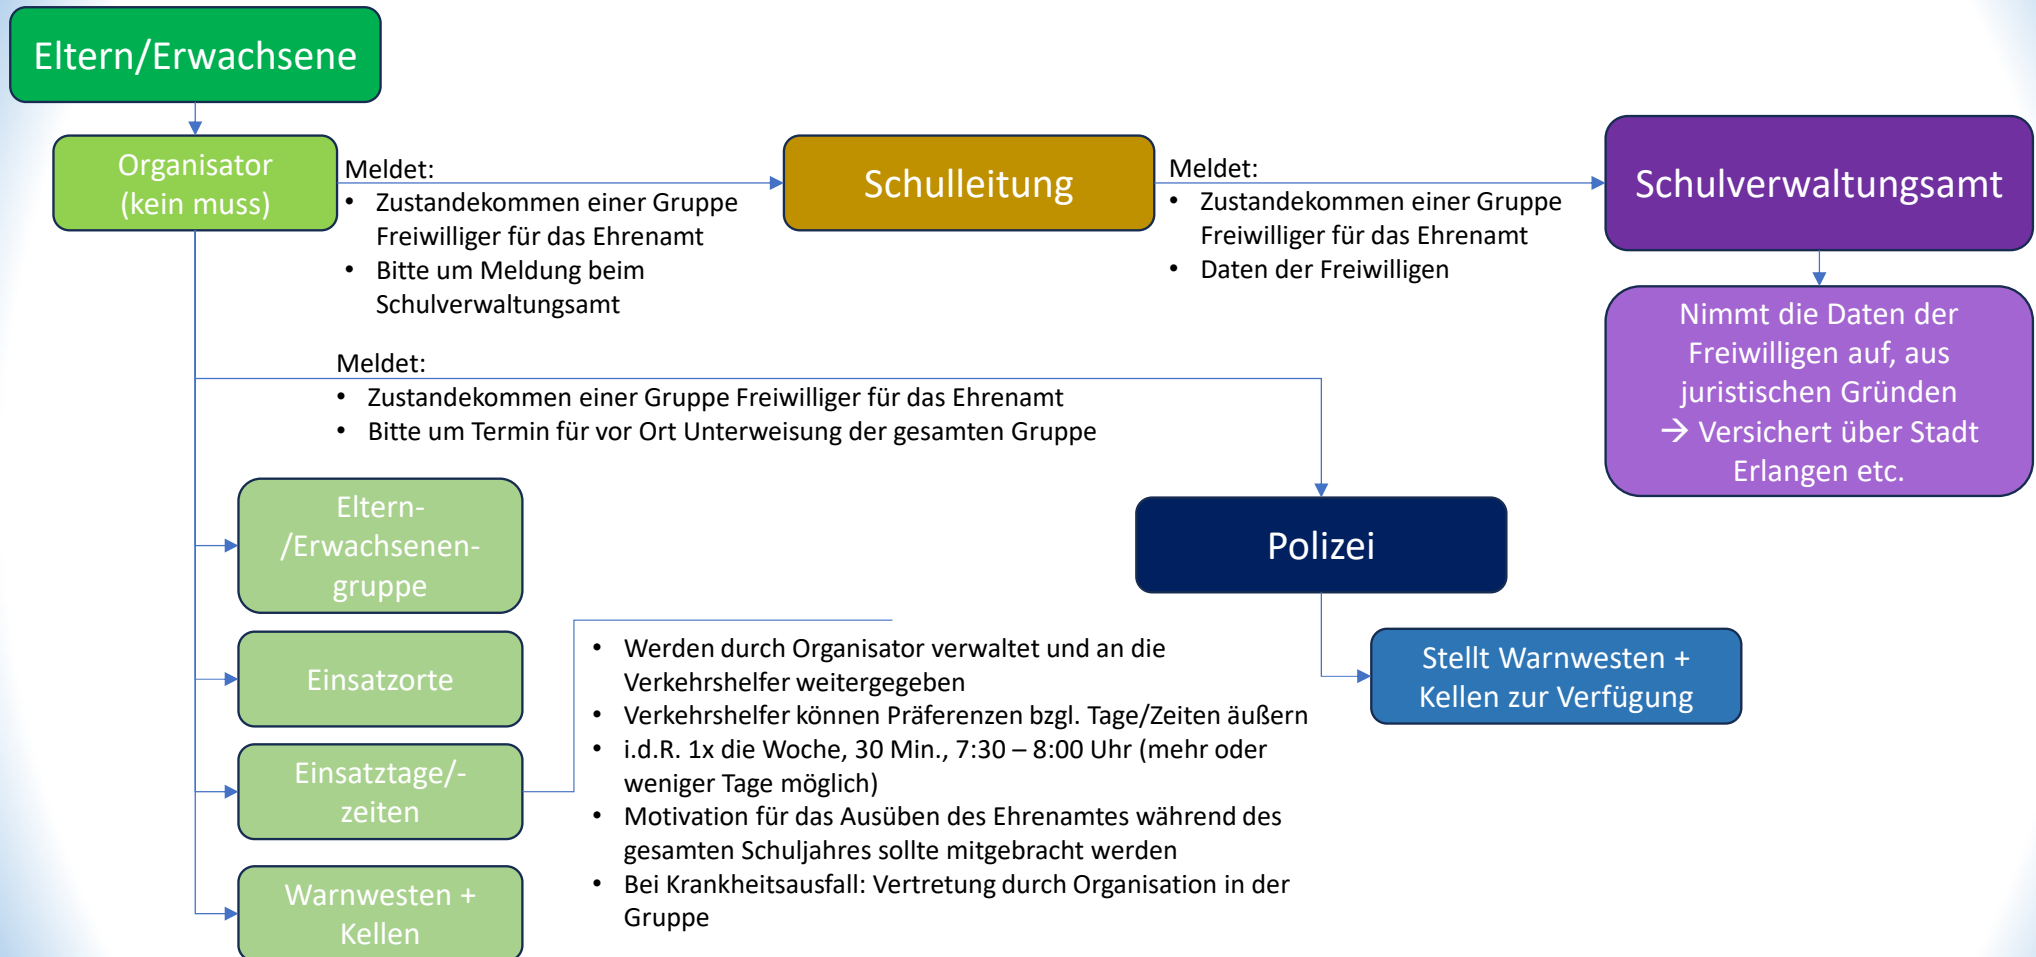 Eltern/Erwachsene
Organisator
(kein muss)
Meldet:
• Zustandekommen einer Gruppe
Freiwilliger für das Ehrenamt
• Bitte um Meldung beim
Schulverwaltungsamt
Schulleitung
Meldet:
• Zustandekommen einer Gruppe
Freiwilliger für das Ehrenamt
• Daten der Freiwilligen
Schulverwaltungsamt
Nimmt die Daten der
Freiwilligen auf, aus
juristischen Gründen
→ Versichert über Stadt
Erlangen etc.
Meldet:
• Zustandekommen einer Gruppe Freiwilliger für das Ehrenamt
• Bitte um Termin für vor Ort Unterweisung der gesamten Gruppe
Polizei
Stellt Warnwesten +
Kellen zur Verfügung
Eltern-
/Erwachsenen-
gruppe
Einsatzorte
Einsatztage/-
zeiten
• Werden durch Organisator verwaltet und an die
Verkehrshelfer weitergegeben
• Verkehrshelfer können Präferenzen bzgl. Tage/Zeiten äußern
• i.d.R. 1x die Woche, 30 Min., 7:30 – 8:00 Uhr (mehr oder
weniger Tage möglich)
• Motivation für das Ausüben des Ehrenamtes während des
gesamten Schuljahres sollte mitgebracht werden
• Bei Krankheitsausfall: Vertretung durch Organisation in der
Gruppe
Warnwesten +
Kellen